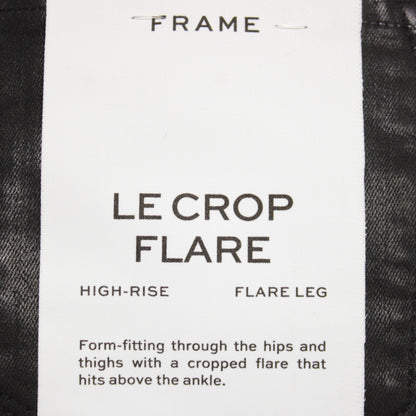 FRAME
LE CROP
FLARE
HIGH-RISE FLARE LEG
Form-fitting through the hips and
thighs with a cropped flare that
hits above the ankle.